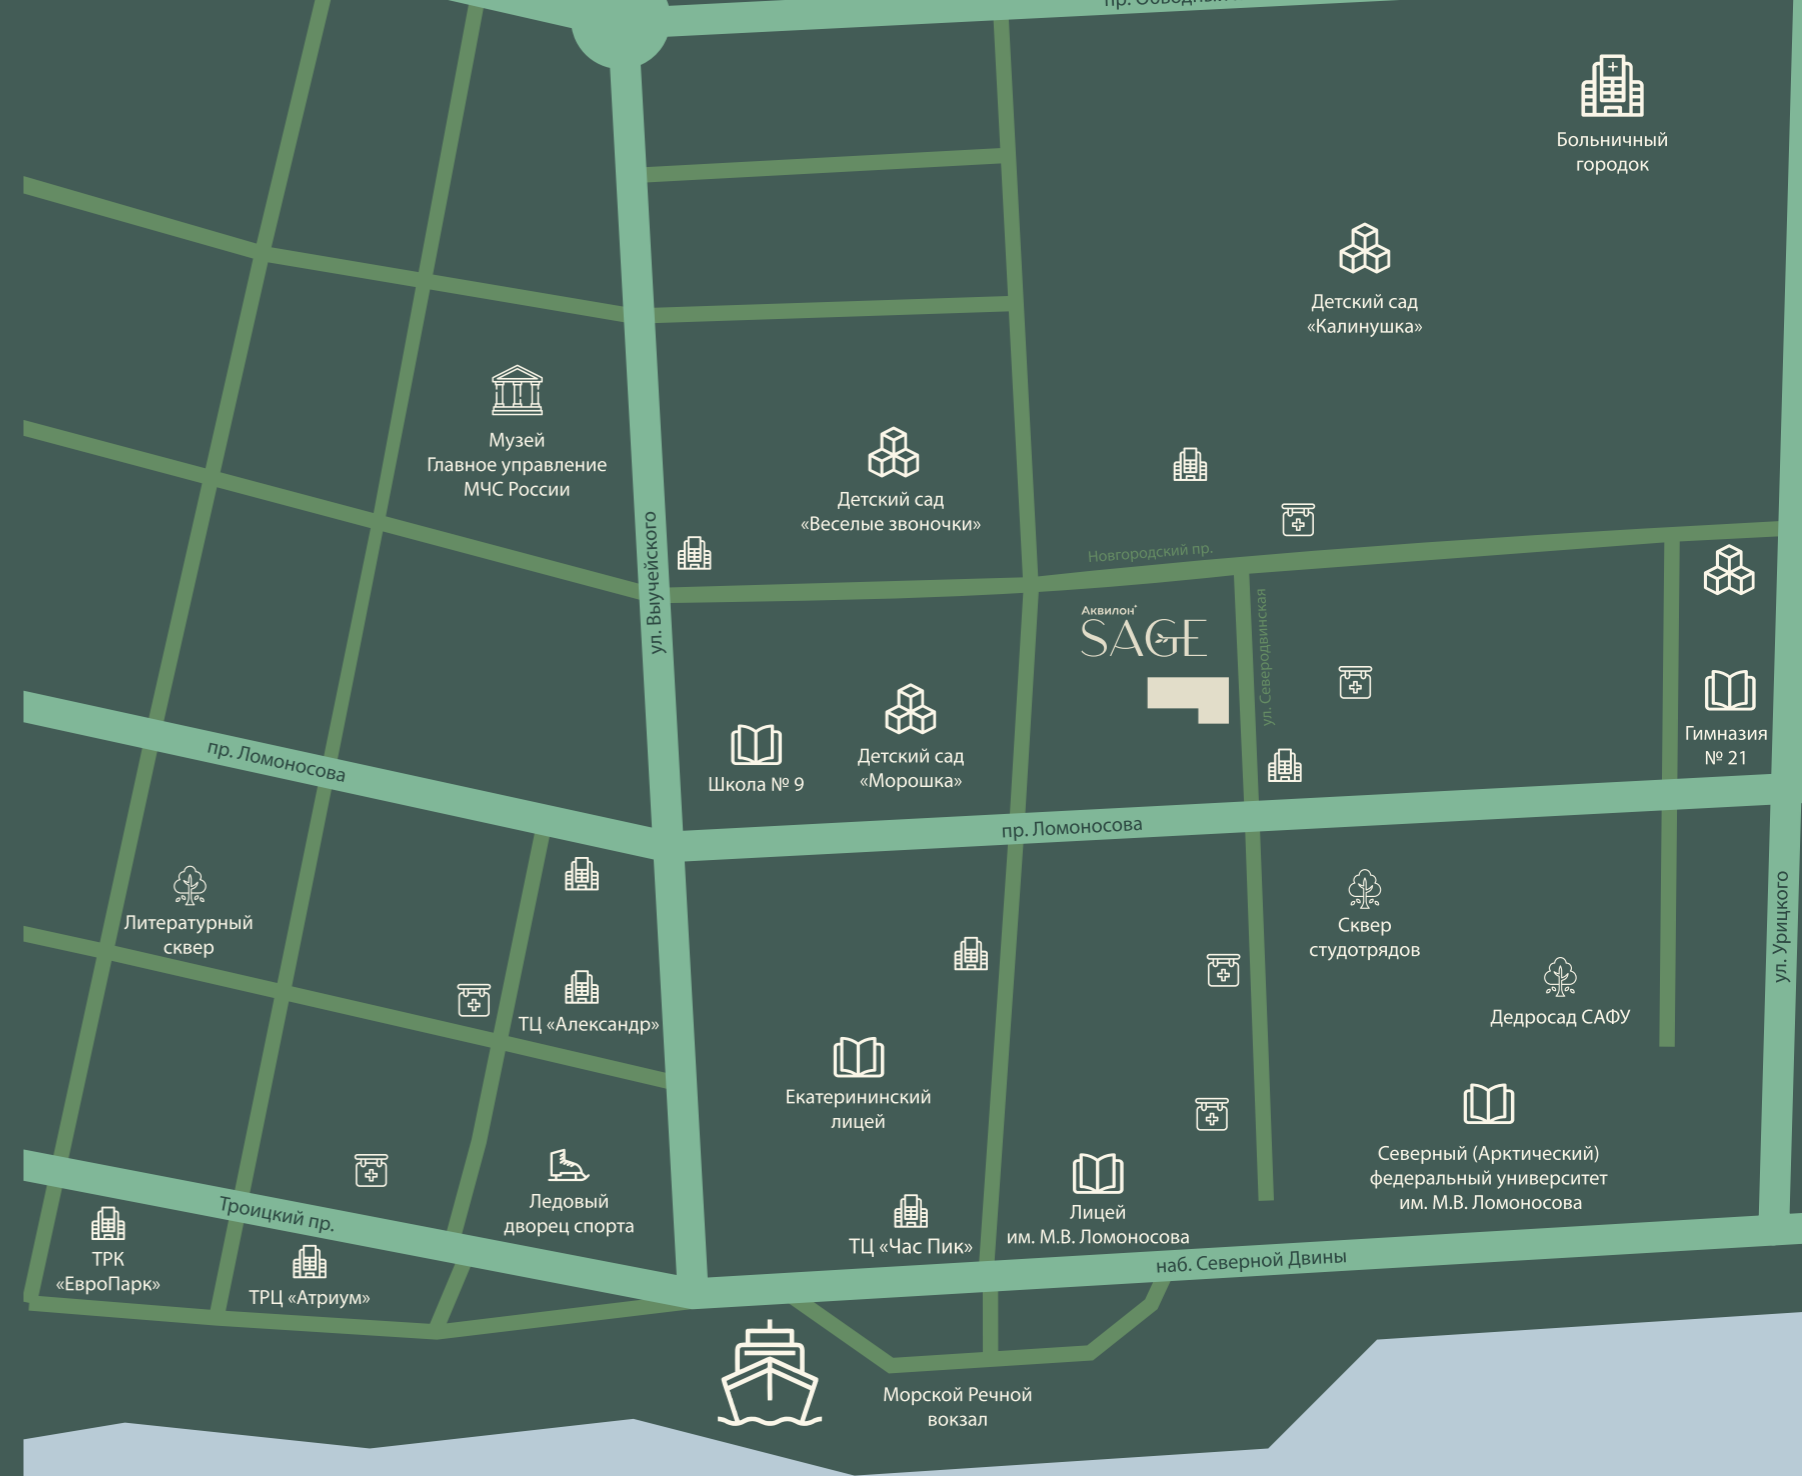 пр. Обводный
Больничный
городок
Детский сад
«Калинушка»
Музей
Главное управление
МЧС России
Детский сад
«Веселые звоночки»
ул. Выучейского
Новгородский пр.
Аквилон
SAGE
ул. Северодвинская
Гимназия
№ 21
Школа № 9
Детский сад
«Морошка»
пр. Ломоносова
пр. Ломоносова
Литературный
сквер
ТЦ «Александр»
Сквер
студотрядов
Дедросад САФУ
ул. Урицкого
Екатерининский
лицей
Северный (Арктический)
федеральный университет
им. М.В. Ломоносова
Ледовый
дворец спорта
Лицей
им. М.В. Ломоносова
ТЦ «Час Пик»
Троицкий пр.
ТРК
«ЕвроПарк»
ТРЦ «Атриум»
наб. Северной Двины
Морской Речной
вокзал